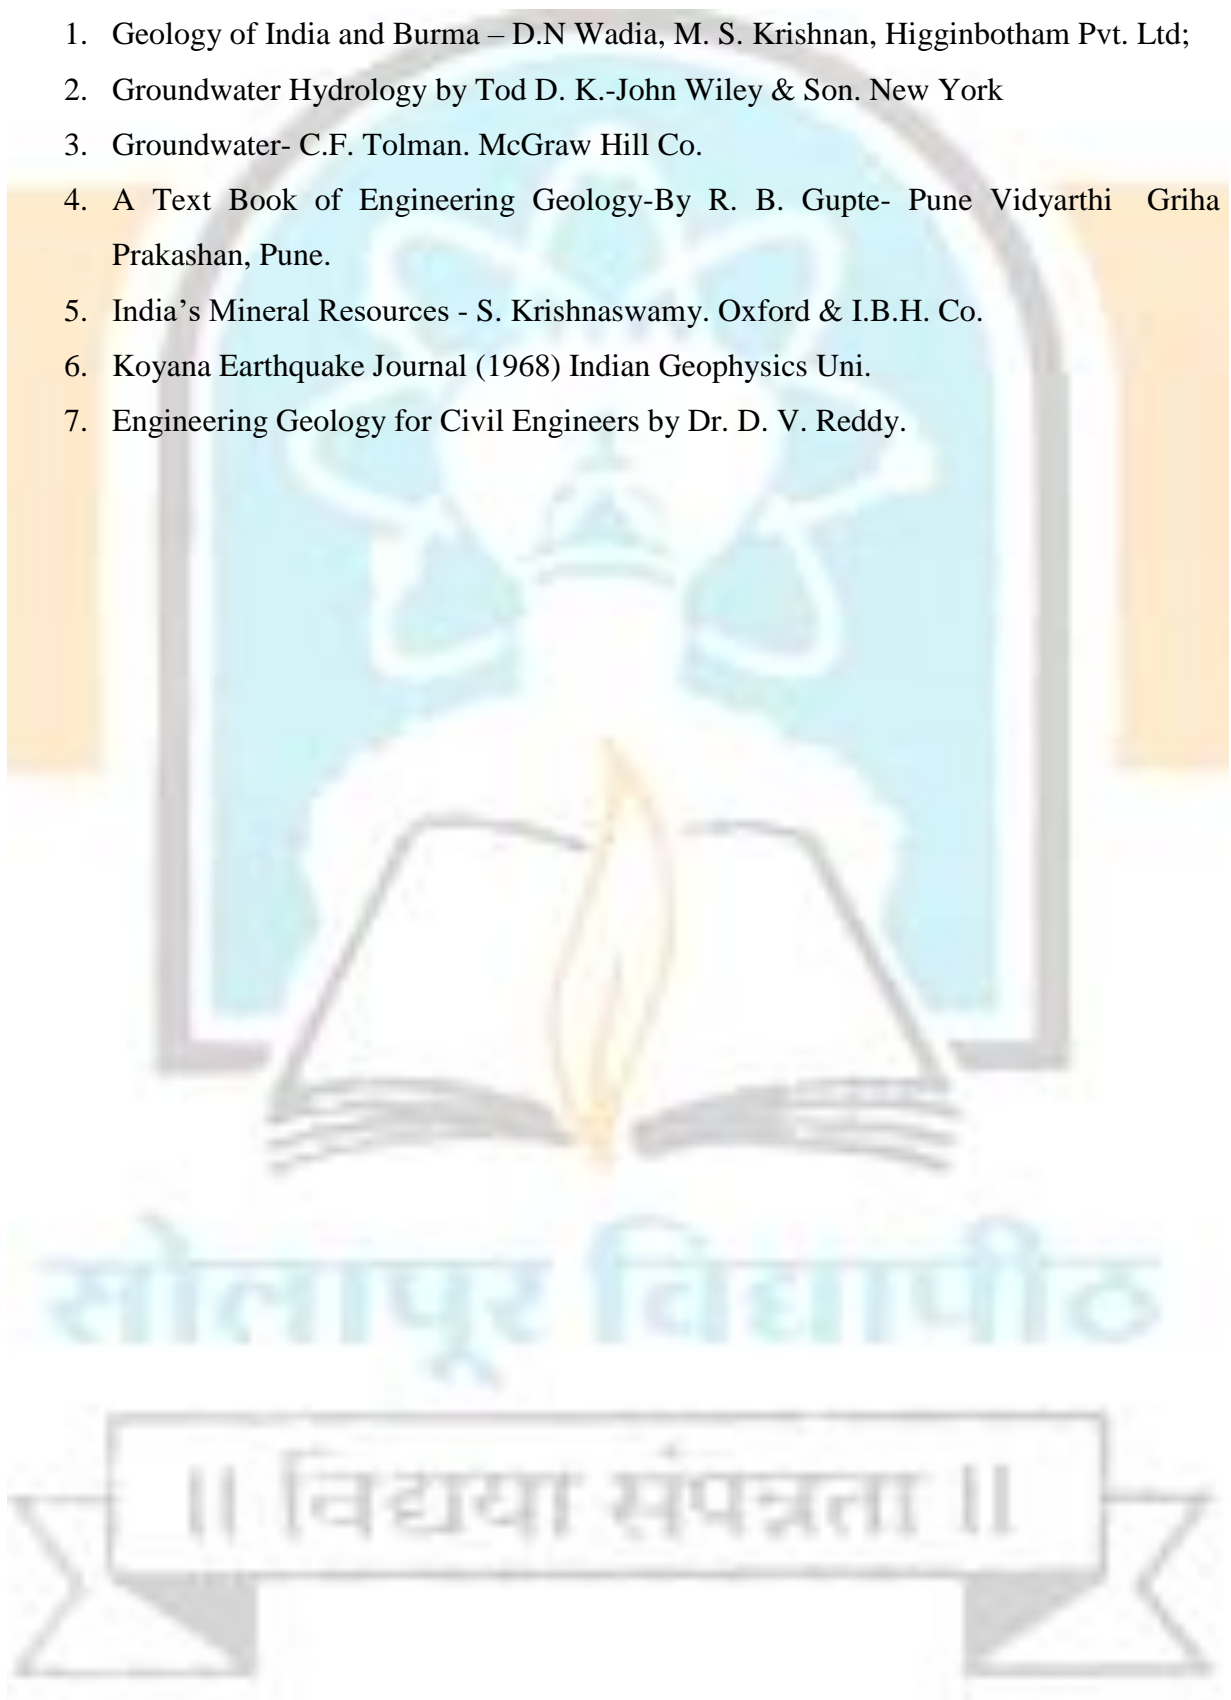 1. Geology of India and Burma – D.N Wadia, M. S. Krishnan, Higginbotham Pvt. Ltd;
2. Groundwater Hydrology by Tod D. K.-John Wiley & Son. New York
3. Groundwater- C.F. Tolman. McGraw Hill Co.
4. A Text Book of Engineering Geology-By R. B. Gupte- Pune Vidyarthi Griha
Prakashan, Pune.
5. India’s Mineral Resources - S. Krishnaswamy. Oxford & I.B.H. Co.
6. Koyana Earthquake Journal (1968) Indian Geophysics Uni.
7. Engineering Geology for Civil Engineers by Dr. D. V. Reddy.
सोलापूर विद्यापीठ
॥ विद्यया संपन्नता ॥